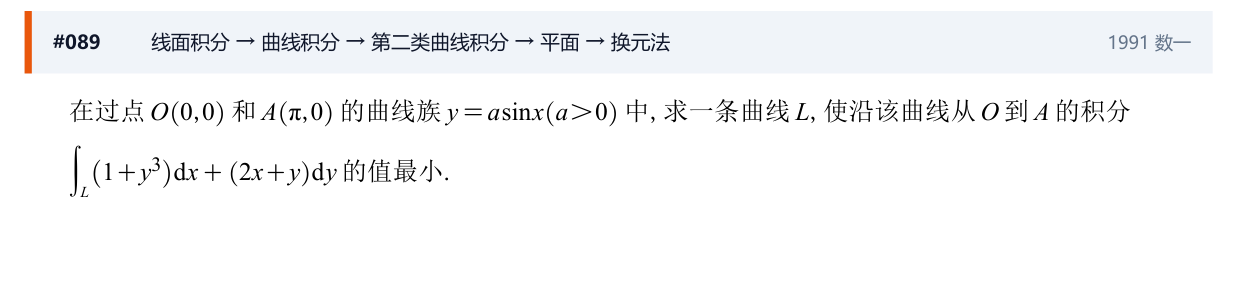 #089 线面积分 → 曲线积分 → 第二类曲线积分 → 平面 → 换元法 1991 数一
在过点 O(0,0) 和 A(π,0) 的曲线族 y=asinx(a>0) 中, 求一条曲线 L, 使沿该曲线从 O 到 A 的积分
∫_L (1+y³)dx + (2x+y)dy 的值最小.